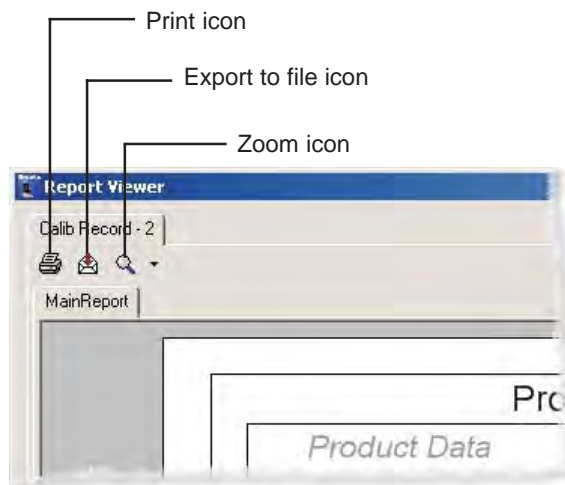 Print icon
Export to file icon
Zoom icon
Report Viewer
Calib Record - 2
MainReport
Pro
Product Data